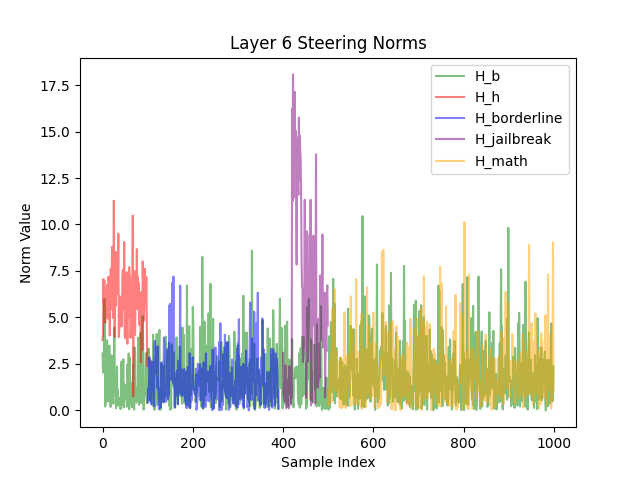 Layer 6 Steering Norms
Norm Value
17.5
15.0
12.5
10.0
7.5
5.0
2.5
0.0
H_b
H_h
H_borderline
H_jailbreak
H_math
0
200
400
600
800
1000
Sample Index